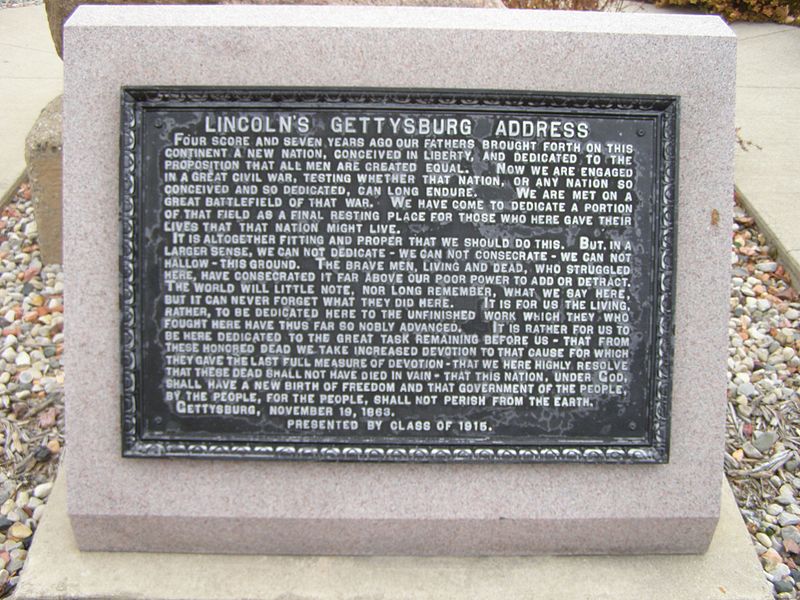 LINCOLN'S GETTYSBURG ADDRESS
FOUR SCORE AND SEVEN YEARS AGO OUR FATHERS BROUGHT FORTH ON THIS
CONTINENT A NEW NATION, CONCEIVED IN LIBERTY, AND DEDICATED TO THE
PROPOSITION THAT ALL MEN ARE CREATED EQUAL. NOW WE ARE ENGAGED
IN A GREAT CIVIL WAR, TESTING WHETHER THAT NATION, OR ANY NATION SO
CONCEIVED AND SO DEDICATED, CAN LONG ENDURE. WE ARE MET ON A
GREAT BATTLEFIELD OF THAT WAR. WE HAVE COME TO DEDICATE A PORTION
OF THAT FIELD AS A FINAL RESTING PLACE FOR THOSE WHO HERE GAVE THEIR
LIVES THAT THAT NATION MIGHT LIVE.
IT IS ALTOGETHER FITTING AND PROPER THAT WE SHOULD DO THIS. BUT, IN A
LARGER SENSE, WE CAN NOT DEDICATE - WE CAN NOT CONSECRATE - WE CAN NOT
HALLOW - THIS GROUND. THE BRAVE MEN, LIVING AND DEAD, WHO STRUGGLED
HERE, HAVE CONSECRATED IT FAR ABOVE OUR POOR POWER TO ADD OR DETRACT.
THE WORLD WILL LITTLE NOTE, NOR LONG REMEMBER, WHAT WE SAY HERE,
BUT IT CAN NEVER FORGET WHAT THEY DID HERE. IT IS FOR US THE LIVING,
RATHER, TO BE DEDICATED HERE TO THE UNFINISHED WORK WHICH THEY WHO
FOUGHT HERE HAVE THUS FAR SO NOBLY ADVANCED. IT IS RATHER FOR US TO
BE HERE DEDICATED TO THE GREAT TASK REMAINING BEFORE US - THAT FROM
THESE HONORED DEAD WE TAKE INCREASED DEVOTION TO THAT CAUSE FOR WHICH
THEY GAVE THE LAST FULL MEASURE OF DEVOTION - THAT WE HERE HIGHLY RESOLVE
THAT THESE DEAD SHALL NOT HAVE DIED IN VAIN - THAT THIS NATION, UNDER GOD,
SHALL HAVE A NEW BIRTH OF FREEDOM AND THAT GOVERNMENT OF THE PEOPLE,
BY THE PEOPLE, FOR THE PEOPLE, SHALL NOT PERISH FROM THE EARTH.
GETTYSBURG, NOVEMBER 19, 1863.
PRESENTED BY CLASS OF 1915.